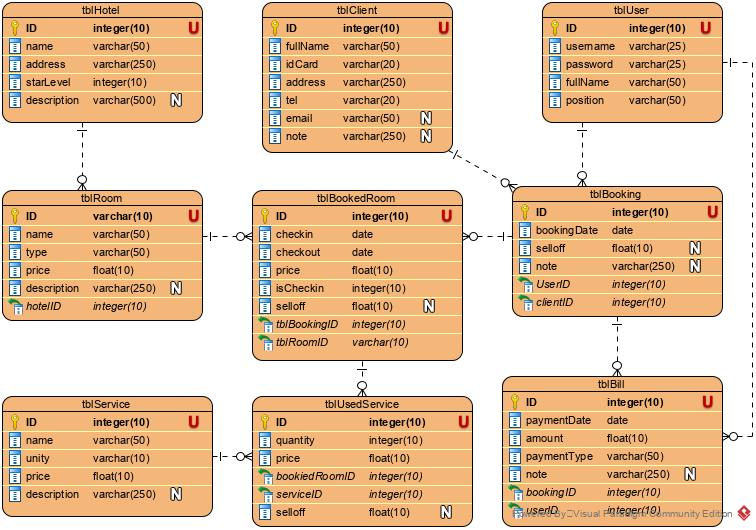 tblHotel
ID integer(10) U
name varchar(50)
address varchar(250)
starLevel integer(10)
description varchar(500) N
tblClient
ID integer(10) U
fullName varchar(50)
idCard varchar(20)
address varchar(250)
tel varchar(20)
email varchar(50) N
note varchar(250) N
tblUser
ID integer(10) U
username varchar(25)
password varchar(25)
fullName varchar(50)
position varchar(50)
tblRoom
ID varchar(10) U
name varchar(50)
type varchar(50)
price float(10)
description varchar(250) N
hotelID integer(10)
tblBookedRoom
ID integer(10) U
checkin date
checkout date
price float(10)
isCheckin integer(10)
selloff float(10) N
tblBookingID integer(10)
tblRoomID varchar(10)
tblBooking
ID integer(10) U
bookingDate date
selloff float(10) N
note varchar(250) N
UserID integer(10)
clientID integer(10)
tblService
ID integer(10) U
name varchar(50)
unity varchar(10)
price float(10)
description varchar(250) N
tblUsedService
ID integer(10) U
quantity integer(10)
price float(10)
bookiedRoomID integer(10)
serviceID integer(10)
selloff float(10) N
tblBill
ID integer(10) U
paymentDate date
amount float(10)
paymentType varchar(50)
note varchar(250) N
bookingID integer(10)
userID integer(10)
Powered By Visual Paradigm Community Edition